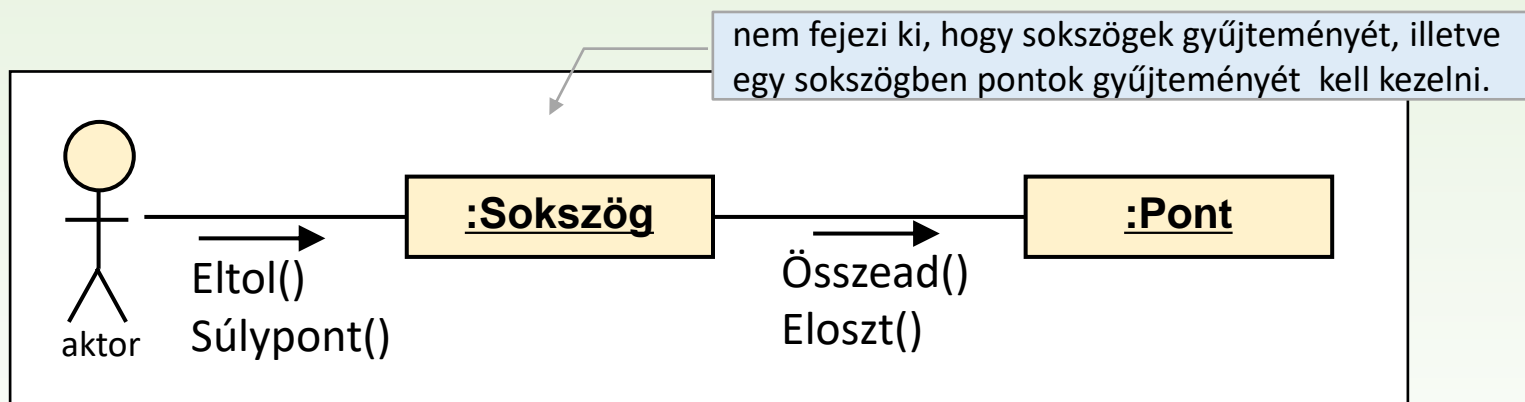 nem fejezi ki, hogy sokszögek gyűjteményét, illetve
egy sokszögben pontok gyűjteményét kell kezelni.
:Sokszög
:Pont
Eltol()
Súlypont()
Összead()
Eloszt()
aktor